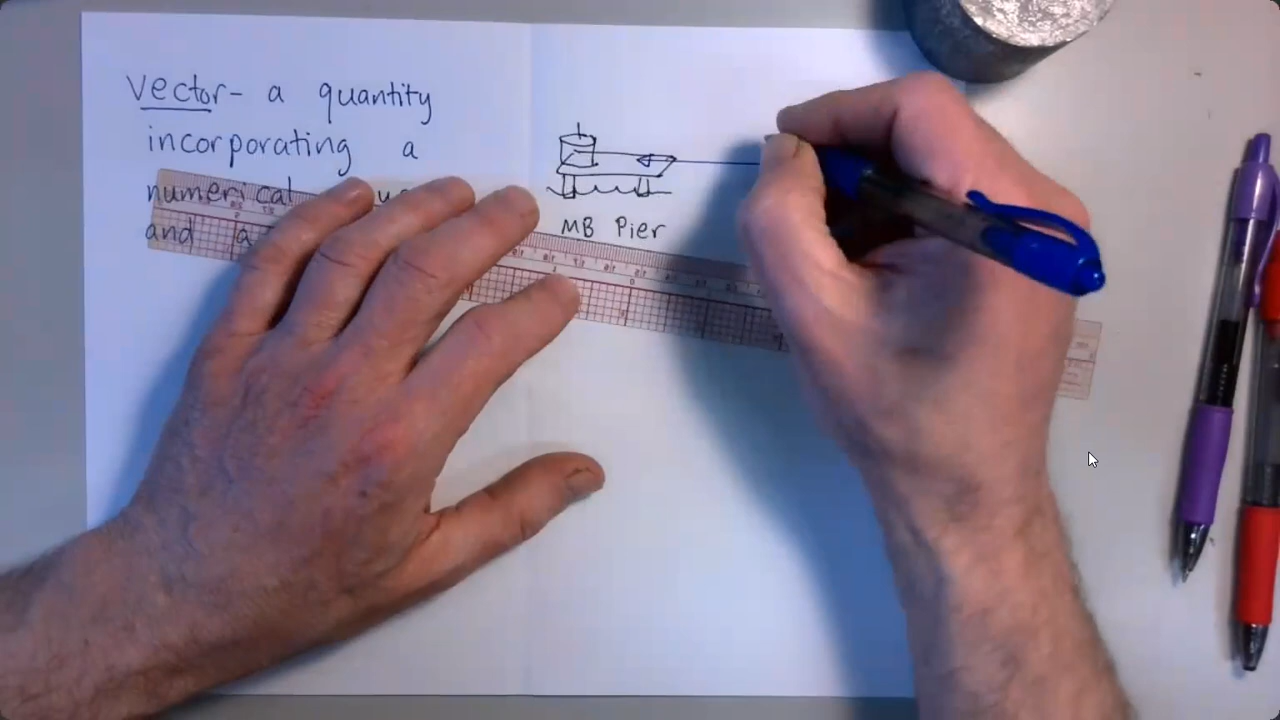 vector - a quantity
incorporating a
numerical
and a
MB Pier